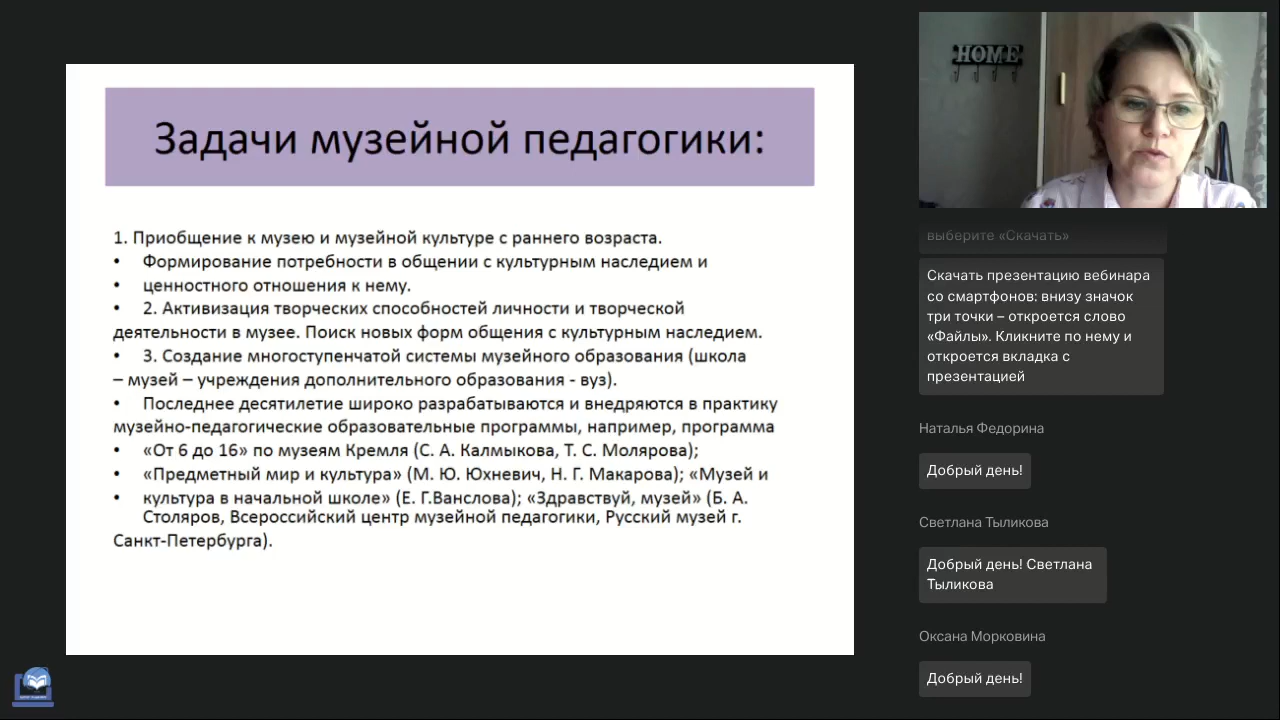 Задачи музейной педагогики:
1. Приобщение к музею и музейной культуре с раннего возраста.
• Формирование потребности в общении с культурным наследием и
• ценностного отношения к нему.
• 2. Активизация творческих способностей личности и творческой
деятельности в музее. Поиск новых форм общения с культурным наследием.
• 3. Создание многоступенчатой системы музейного образования (школа
– музей – учреждения дополнительного образования - вуз).
• Последнее десятилетие широко разрабатываются и внедряются в практику
музейно-педагогические образовательные программы, например, программа
• «От 6 до 16» по музеям Кремля (С. А. Калмыкова, Т. С. Молярова);
• «Предметный мир и культура» (М. Ю. Юхневич, Н. Г. Макарова); «Музей и
• культура в начальной школе» (Е. Г.Ванслова); «Здравствуй, музей» (Б. А.
Столяров, Всероссийский центр музейной педагогики, Русский музей г.
Санкт-Петербурга).
HOME
выберите «Скачать»
Скачать презентацию вебинара
со смартфонов: внизу значок
три точки – откроется слово
«Файлы». Кликните по нему и
откроется вкладка с
презентацией
Наталья Федорина
Добрый день!
Светлана Тыликова
Добрый день! Светлана
Тыликова
Оксана Морковина
Добрый день!